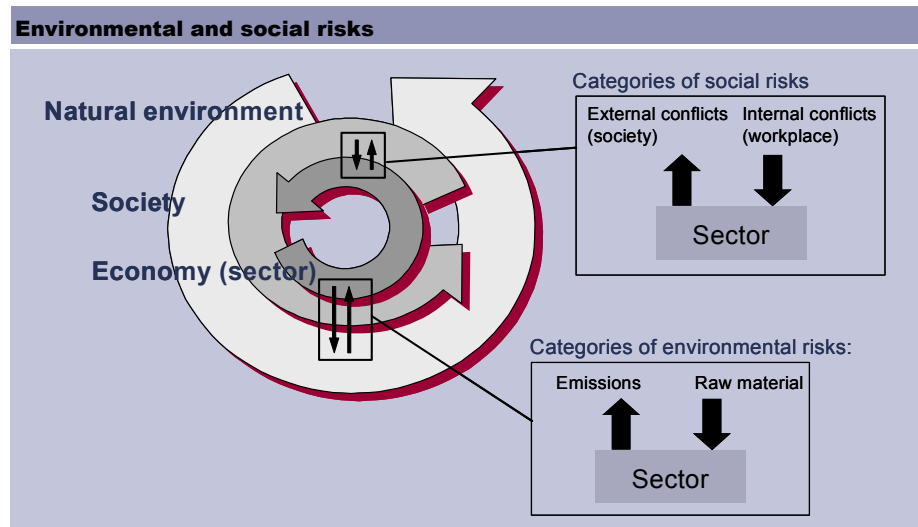 Environmental and social risks
Natural environment
Society
Economy (sector)
Categories of social risks
External conflicts
(society)
Internal conflicts
(workplace)
Sector
Categories of environmental risks:
Emissions
Raw material
Sector